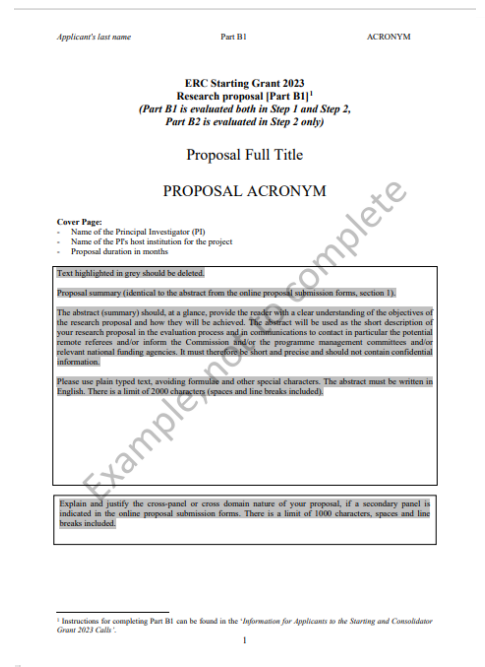 Applicant's last name Part B1 ACRONYM
ERC Starting Grant 2023
Research proposal [Part B1]¹
(Part B1 is evaluated both in Step 1 and Step 2,
Part B2 is evaluated in Step 2 only)
Proposal Full Title
PROPOSAL ACRONYM
Cover Page:
- Name of the Principal Investigator (PI)
- Name of the PI's host institution for the project
- Proposal duration in months
Text highlighted in grey should be deleted.
Proposal summary (identical to the abstract from the online proposal submission forms, section 1).
The abstract (summary) should, at a glance, provide the reader with a clear understanding of the objectives of
the research proposal and how they will be achieved. The abstract will be used as the short description of
your research proposal in the evaluation process and in communications to contact in particular the potential
remote referees and/or inform the Commission and/or the programme management committees and/or
relevant national funding agencies. It must therefore be short and precise and should not contain confidential
information.
Please use plain typed text, avoiding formulae and other special characters. The abstract must be written in
English. There is a limit of 2000 characters (spaces and line breaks included).
Explain and justify the cross-panel or cross domain nature of your proposal, if a secondary panel is
indicated in the online proposal submission forms. There is a limit of 1000 characters, spaces and line
breaks included.
¹ Instructions for completing Part B1 can be found in the 'Information for Applicants to the Starting and Consolidator
Grant 2023 Calls'.
1
Example, not to complete